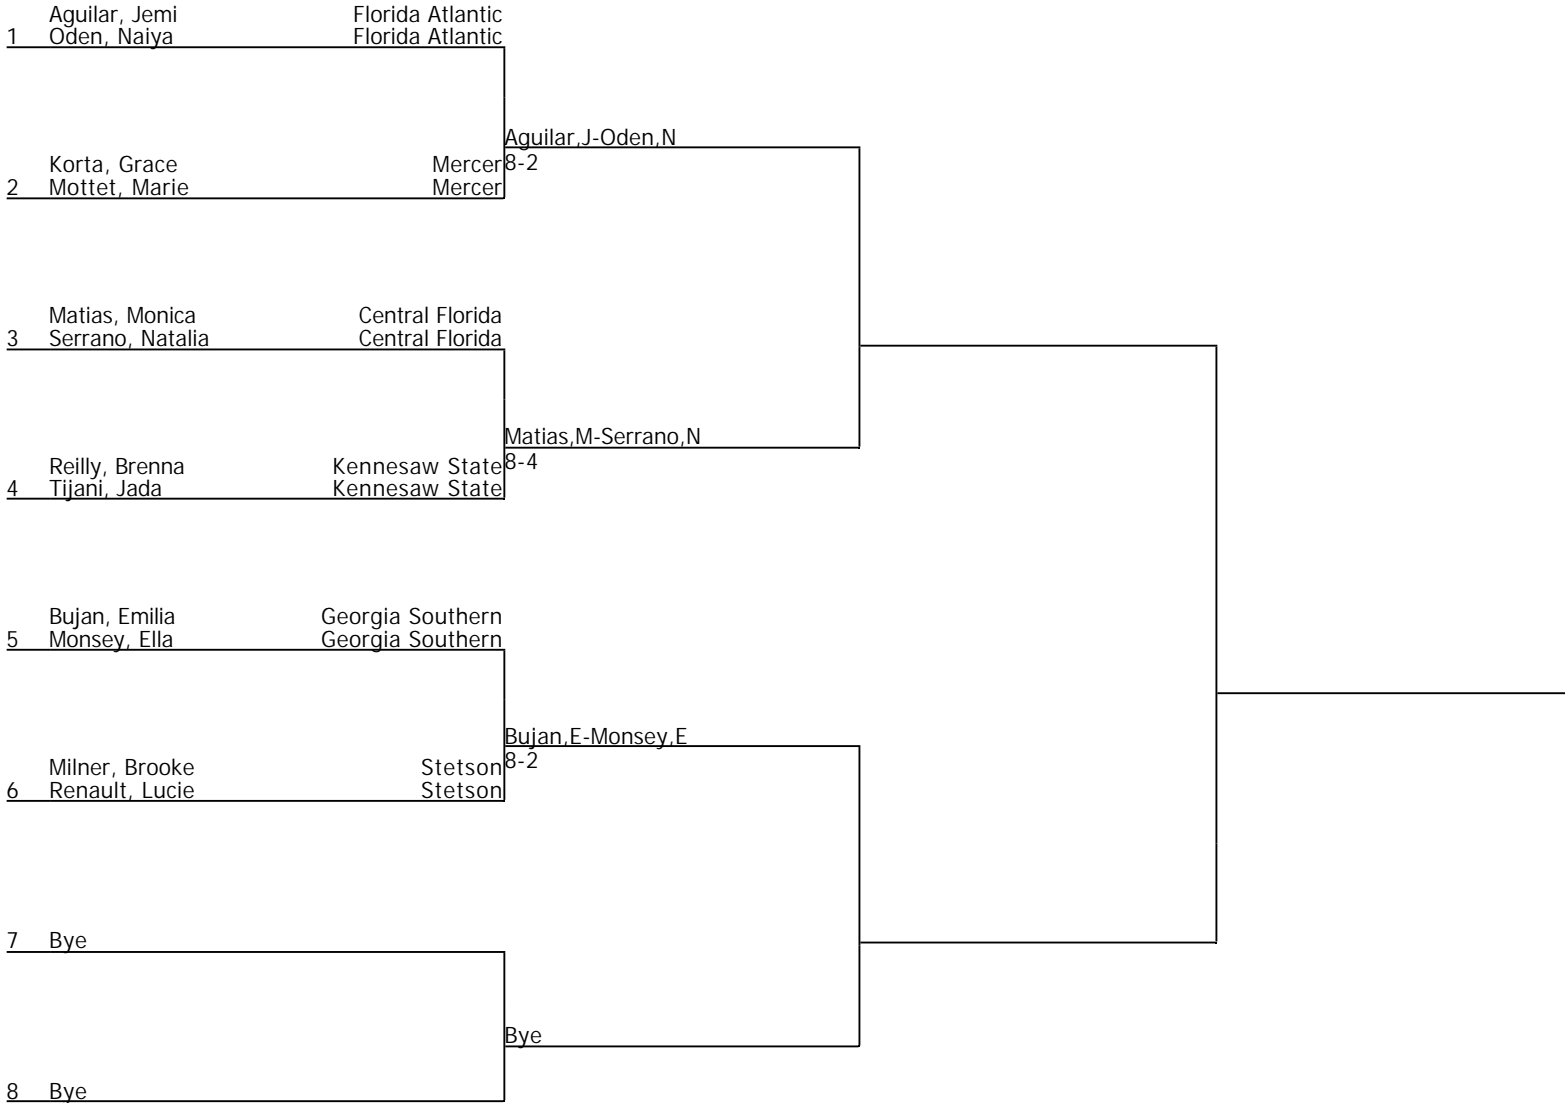 Aguilar, Jemi Florida Atlantic
1 Oden, Naiya Florida Atlantic
Aguilar,J-Oden,N
8-2
Korta, Grace Mercer
2 Mottet, Marie Mercer
Matias, Monica Central Florida
3 Serrano, Natalia Central Florida
Matias,M-Serrano,N
8-4
Reilly, Brenna Kennesaw State
4 Tijani, Jada Kennesaw State
Bujan, Emilia Georgia Southern
5 Monsey, Ella Georgia Southern
Bujan,E-Monsey,E
8-2
Milner, Brooke Stetson
6 Renault, Lucie Stetson
7 Bye
Bye
8 Bye